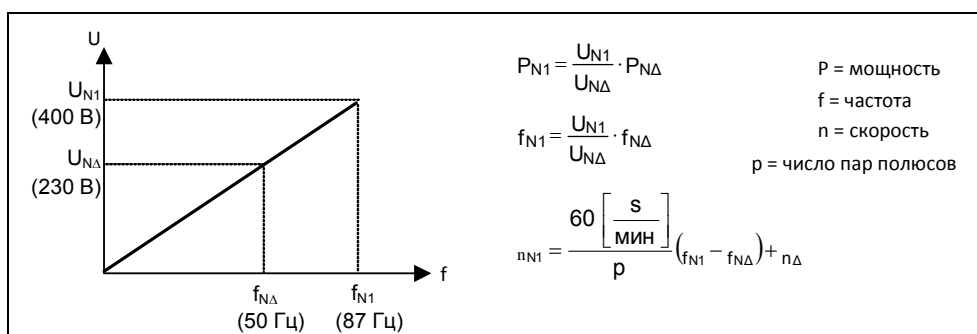 U
U_N1
(400 В)
U_NΔ
(230 В)
f
f_NΔ
(50 Гц)
f_N1
(87 Гц)
P_N1 = U_N1 / U_NΔ · P_NΔ
f_N1 = U_N1 / U_NΔ · f_NΔ
n_N1 = 60 [s / мин] / p (f_N1 − f_NΔ) + n_Δ
P = мощность
f = частота
n = скорость
p = число пар полюсов